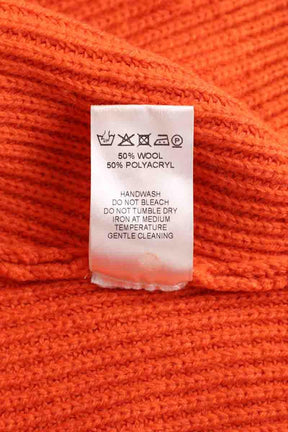 50% WOOL
50% POLYACRYL
HANDWASH
DO NOT BLEACH
DO NOT TUMBLE DRY
IRON AT MEDIUM
TEMPERATURE
GENTLE CLEANING